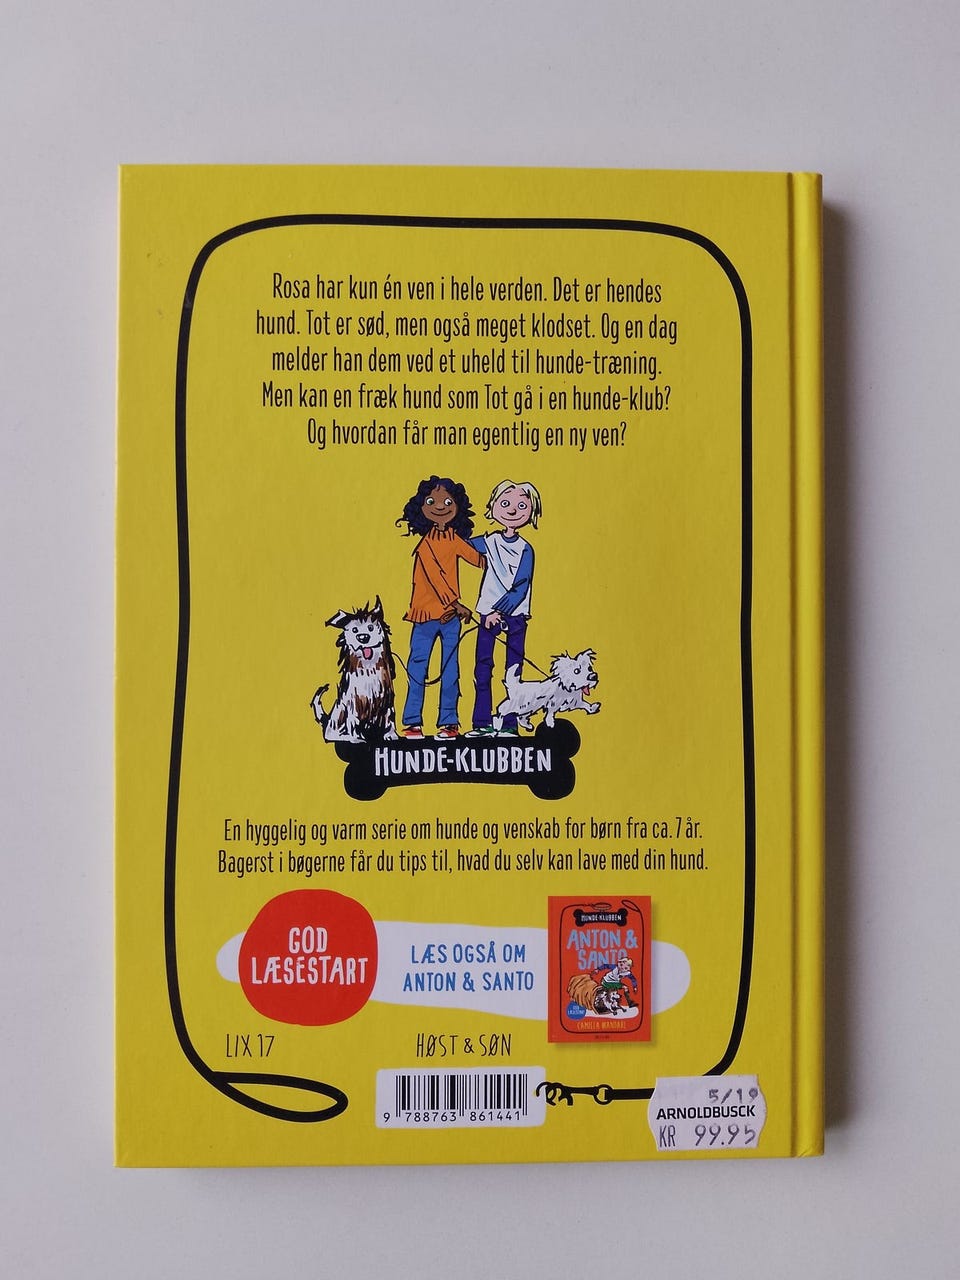 Rosa har kun én ven i hele verden. Det er hendes
hund. Tot er sød, men også meget klodset. Og en dag
melder han dem ved et uheld til hunde-træning.
Men kan en fræk hund som Tot gå i en hunde-klub?
Og hvordan får man egentlig en ny ven?
HUNDE-KLUBBEN
En hyggelig og varm serie om hunde og venskab for børn fra ca. 7 år.
Bagerst i bøgerne får du tips til, hvad du selv kan lave med din hund.
GOD
LÆSESTART
LÆS OGSÅ OM
ANTON & SANTO
HUNDE-KLUBBEN
ANTON &
SANTO
GOD
LÆSESTART
CAMILLA WANDAHL
LIX 17
HØST & SØN
9 788763 861441
5/19
ARNOLDBUSCK
KR 99.95